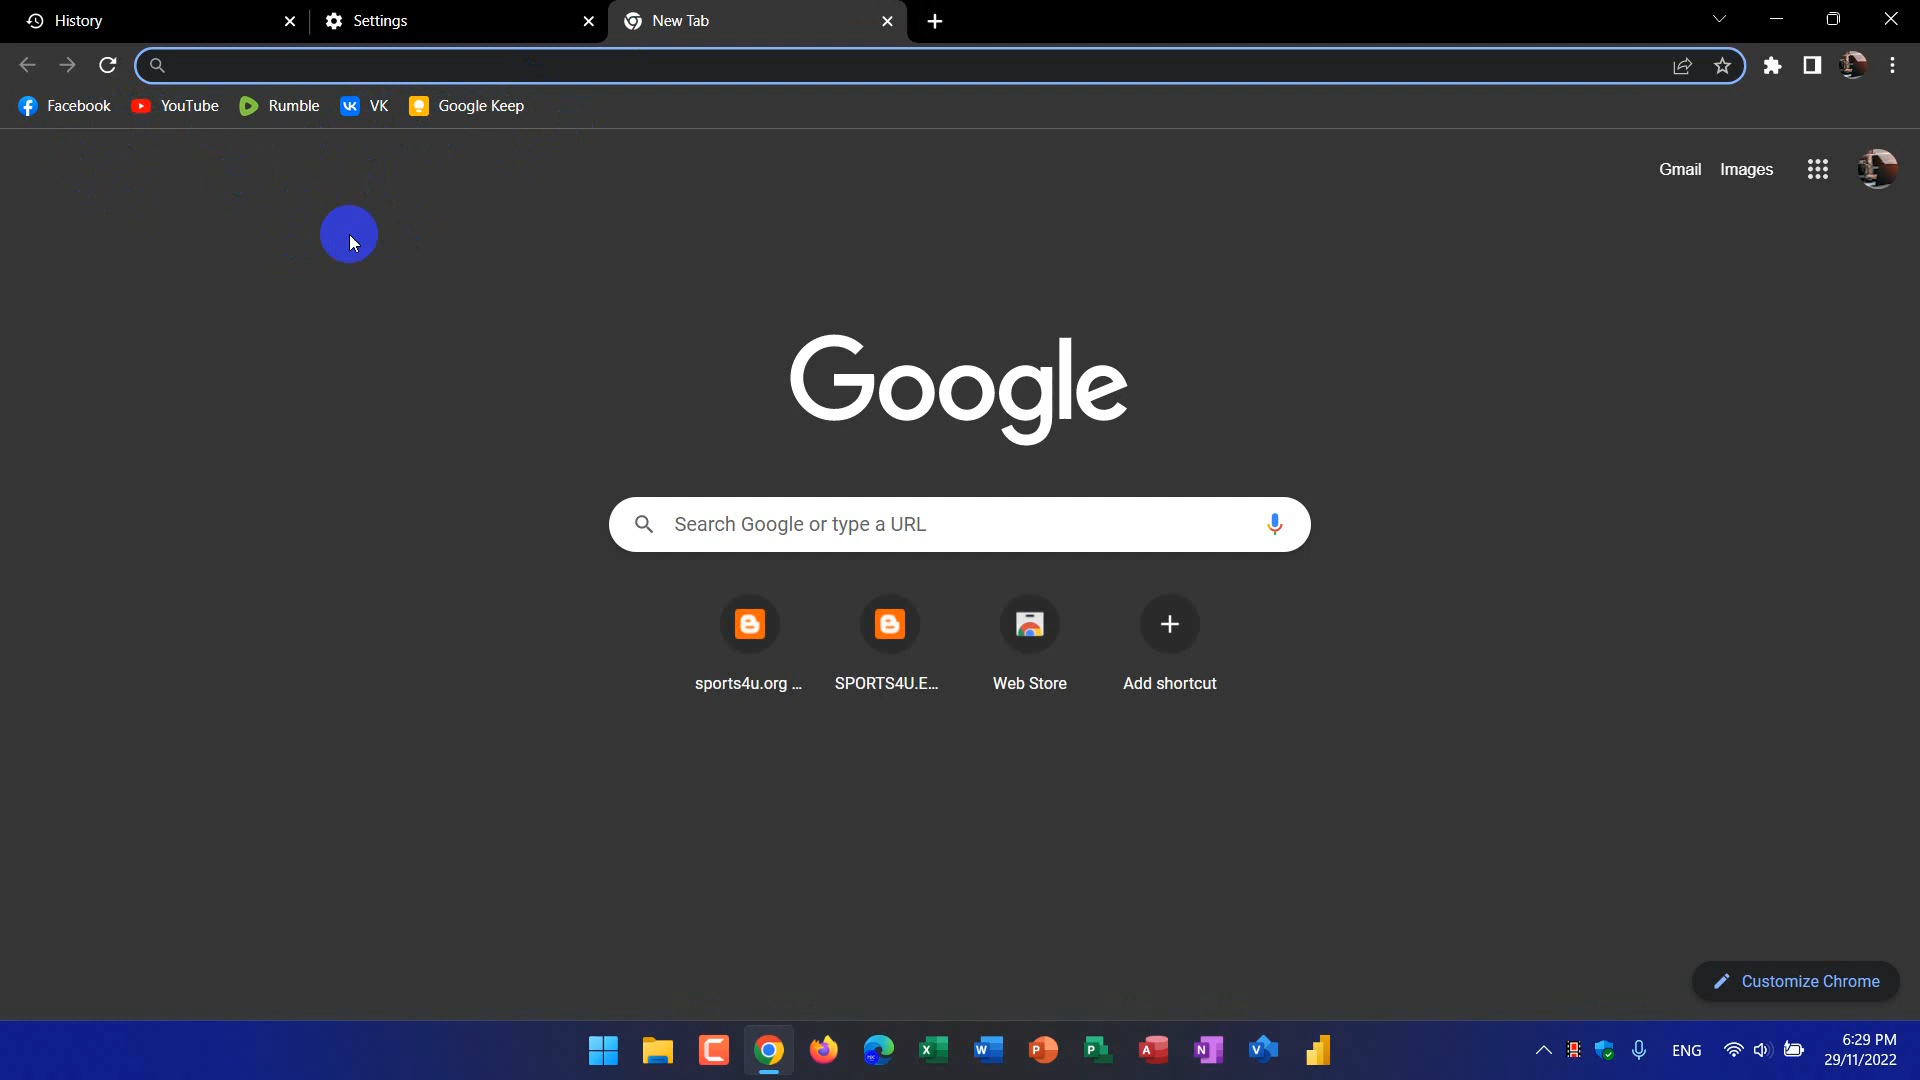 History
Settings
New Tab
Facebook
YouTube
Rumble
VK
Google Keep
Gmail
Images
Google
Search Google or type a URL
sports4u.org ...
SPORTS4U.E...
Web Store
Add shortcut
Customize Chrome
ENG
6:29 PM
29/11/2022